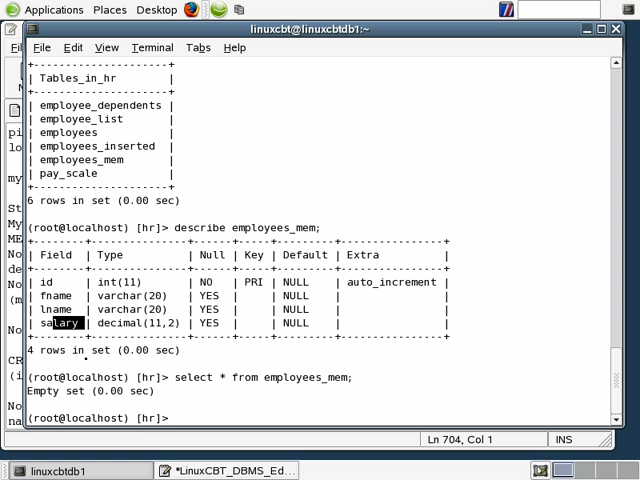 Applications Places Desktop
linuxcbt@linuxcbtdb1:~
File Edit View Terminal Tabs Help
+---------------------+
| Tables_in_hr |
+---------------------+
| employee_dependents |
| employee_list |
| employees |
| employees_inserted |
| employees_mem |
| pay_scale |
+---------------------+
6 rows in set (0.00 sec)
(root@localhost) [hr]> describe employees_mem;
+--------+---------------+------+-----+---------+----------------+
| Field | Type | Null | Key | Default | Extra |
+--------+---------------+------+-----+---------+----------------+
| id | int(11) | NO | PRI | NULL | auto_increment |
| fname | varchar(20) | YES | | NULL | |
| lname | varchar(20) | YES | | NULL | |
| salary | decimal(11,2) | YES | | NULL | |
+--------+---------------+------+-----+---------+----------------+
4 rows in set (0.00 sec)
(root@localhost) [hr]> select * from employees_mem;
Empty set (0.00 sec)
(root@localhost) [hr]>
Ln 704, Col 1 INS
linuxcbtdb1 *LinuxCBT_DBMS_Ed...